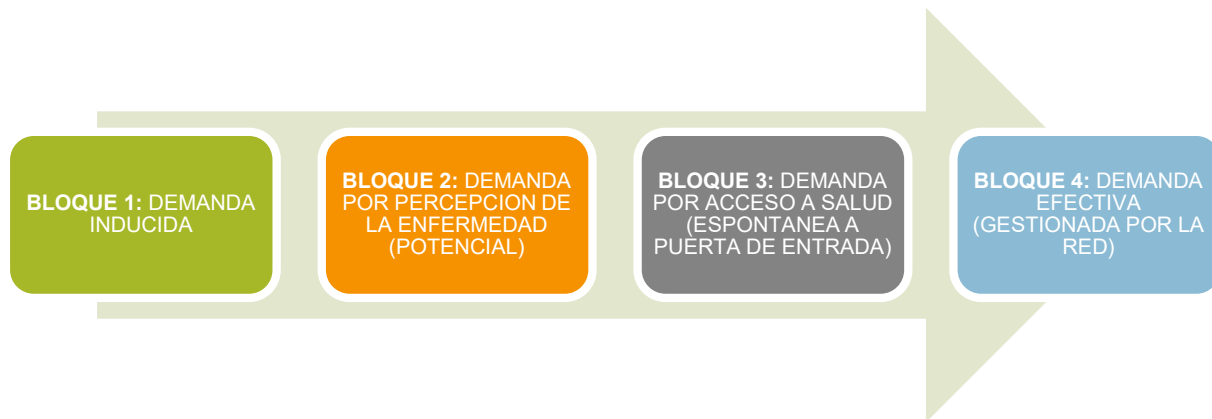 BLOQUE 1: DEMANDA
INDUCIDA
BLOQUE 2: DEMANDA
POR PERCEPCION DE
LA ENFERMEDAD
(POTENCIAL)
BLOQUE 3: DEMANDA
POR ACCESO A SALUD
(ESPONTANEA A
PUERTA DE ENTRADA)
BLOQUE 4: DEMANDA
EFECTIVA
(GESTIONADA POR LA
RED)